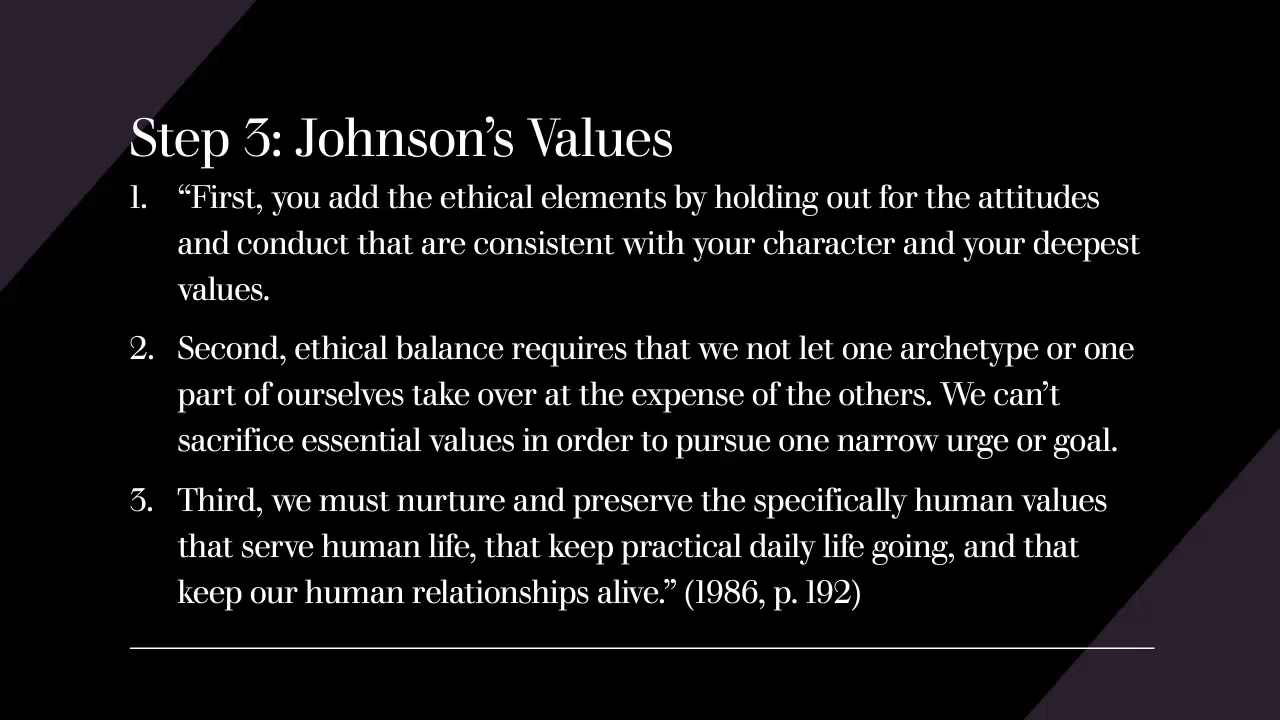 Step 3: Johnson’s Values
1. “First, you add the ethical elements by holding out for the attitudes
and conduct that are consistent with your character and your deepest
values.
2. Second, ethical balance requires that we not let one archetype or one
part of ourselves take over at the expense of the others. We can’t
sacrifice essential values in order to pursue one narrow urge or goal.
3. Third, we must nurture and preserve the specifically human values
that serve human life, that keep practical daily life going, and that
keep our human relationships alive.” (1986, p. 192)